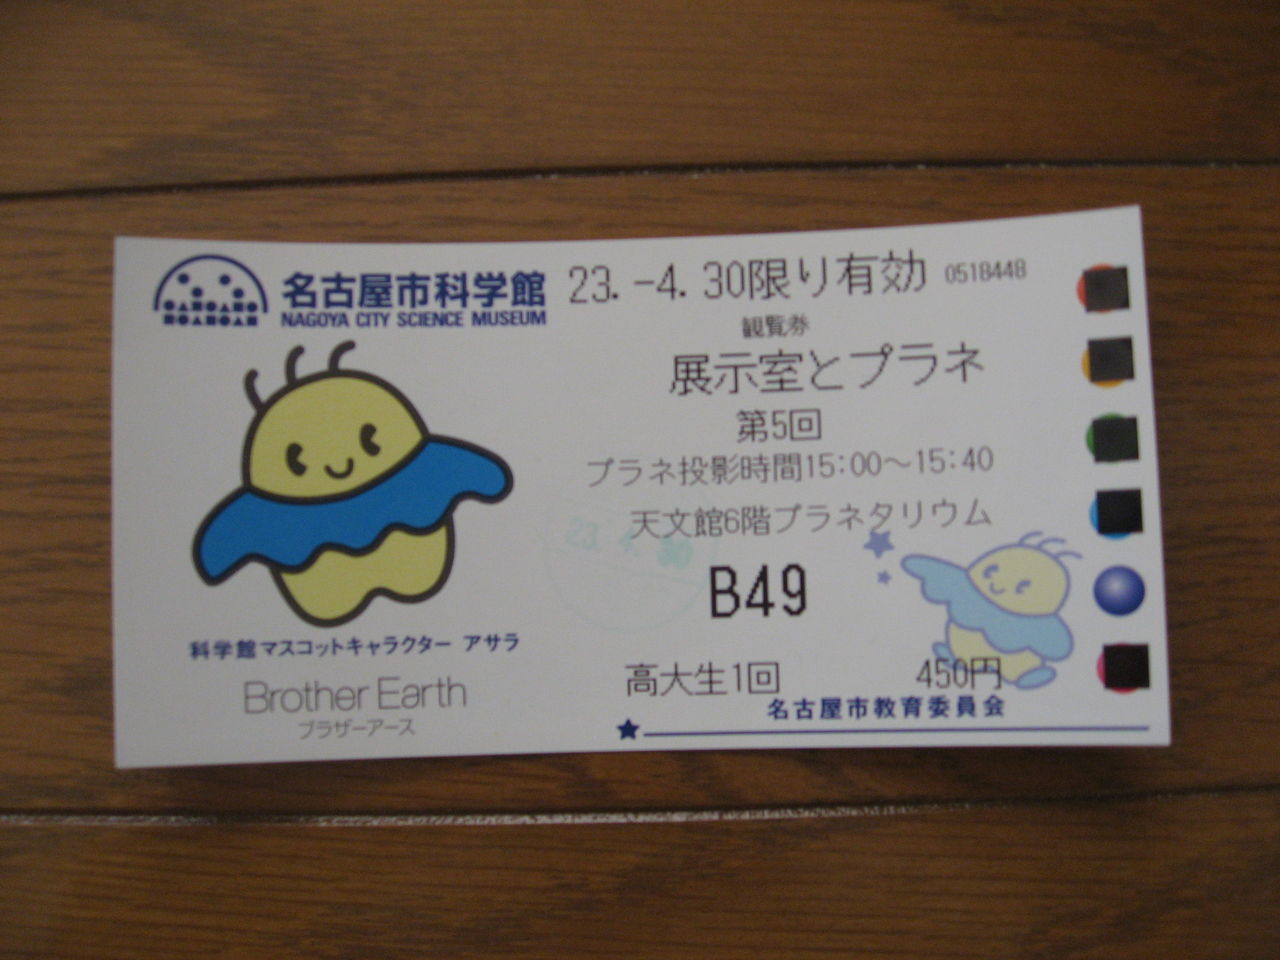 名古屋市科学館
NAGOYA CITY SCIENCE MUSEUM
科学館マスコットキャラクター アサラ
Brother Earth
ブラザーアース
23.-4.30限り有効 0518448
観覧券
展示室とプラネ
第5回
プラネ投影時間15:00～15:40
天文館6階プラネタリウム
23.4.30
B49
高大生1回 450円
名古屋市教育委員会